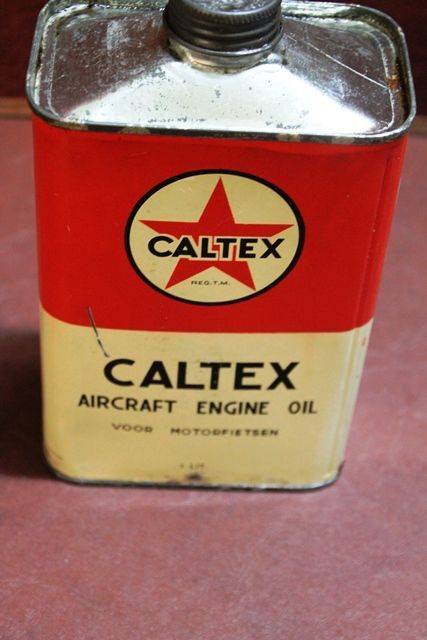 CALTEX
REG.T.M.
CALTEX
AIRCRAFT ENGINE OIL
VOOR MOTORFIETSEN